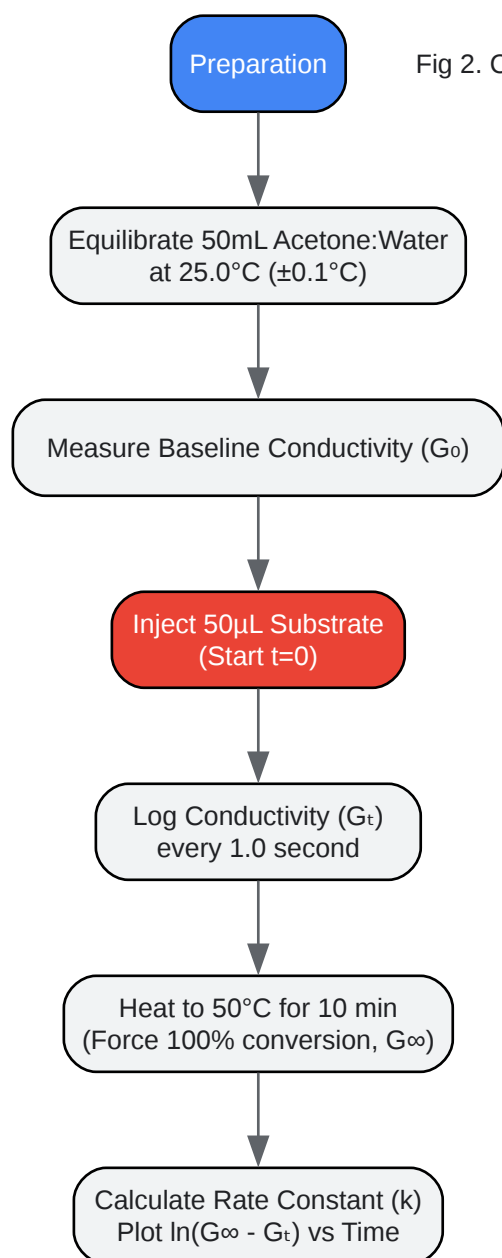 Preparation
Fig 2. C
Equilibrate 50mL Acetone:Water
at 25.0°C (±0.1°C)
Measure Baseline Conductivity (G₀)
Inject 50µL Substrate
(Start t=0)
Log Conductivity (Gₜ)
every 1.0 second
Heat to 50°C for 10 min
(Force 100% conversion, G∞)
Calculate Rate Constant (k)
Plot ln(G∞ - Gₜ) vs Time